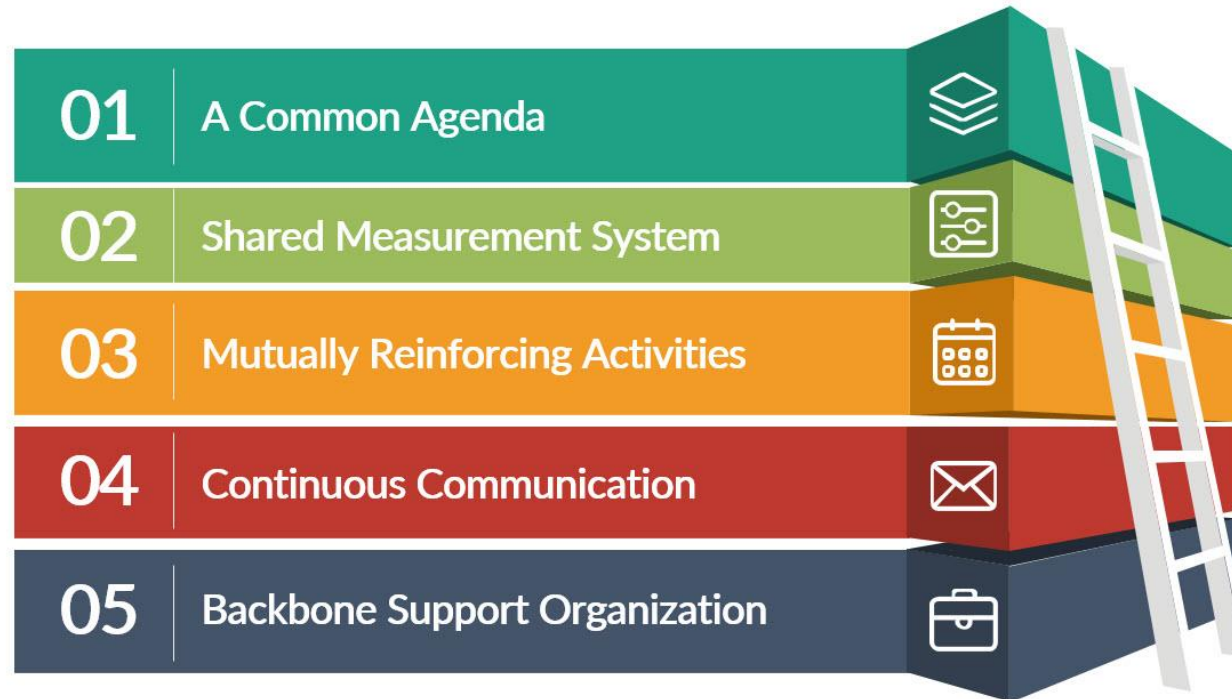 01 A Common Agenda
02 Shared Measurement System
03 Mutually Reinforcing Activities
04 Continuous Communication
05 Backbone Support Organization